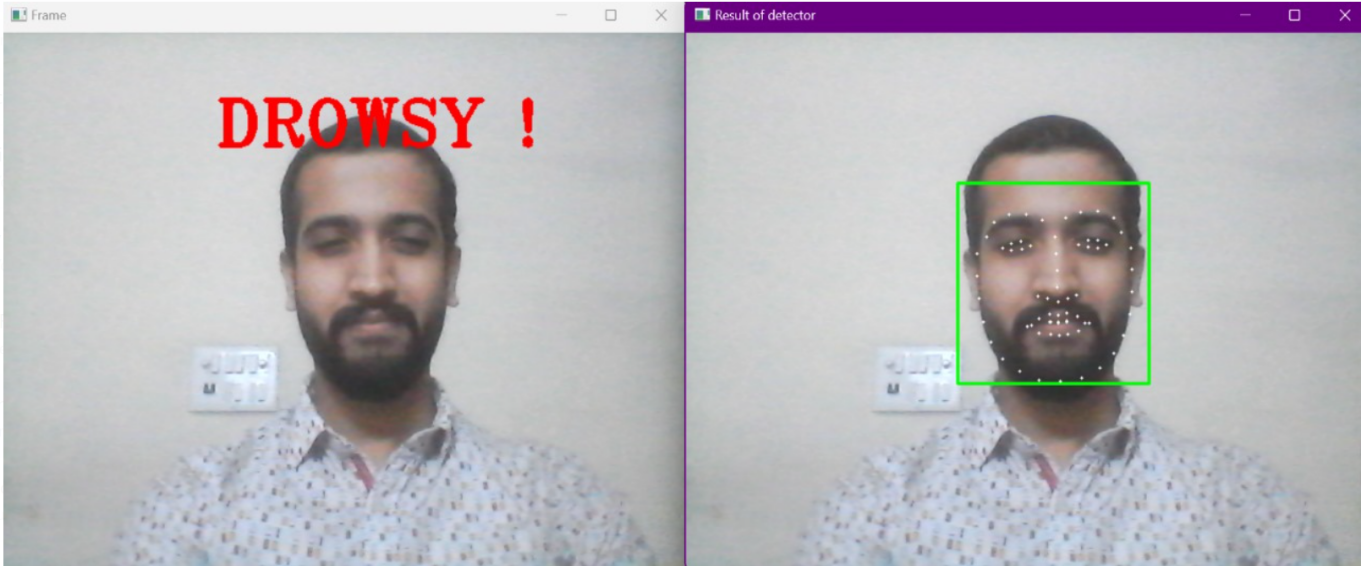 Frame
DROWSY !
Result of detector